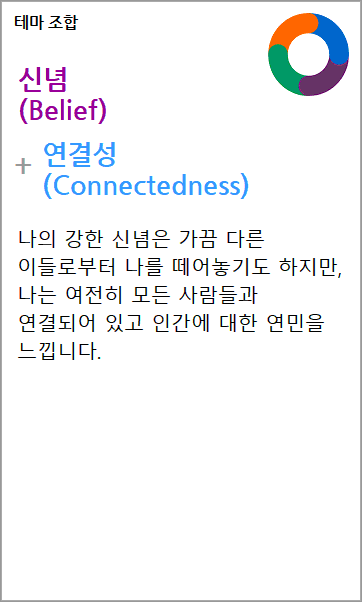 테마 조합
신념
(Belief)
+ 연결성
(Connectedness)
나의 강한 신념은 가끔 다른
이들로부터 나를 떼어놓기도 하지만,
나는 여전히 모든 사람들과
연결되어 있고 인간에 대한 연민을
느낍니다.